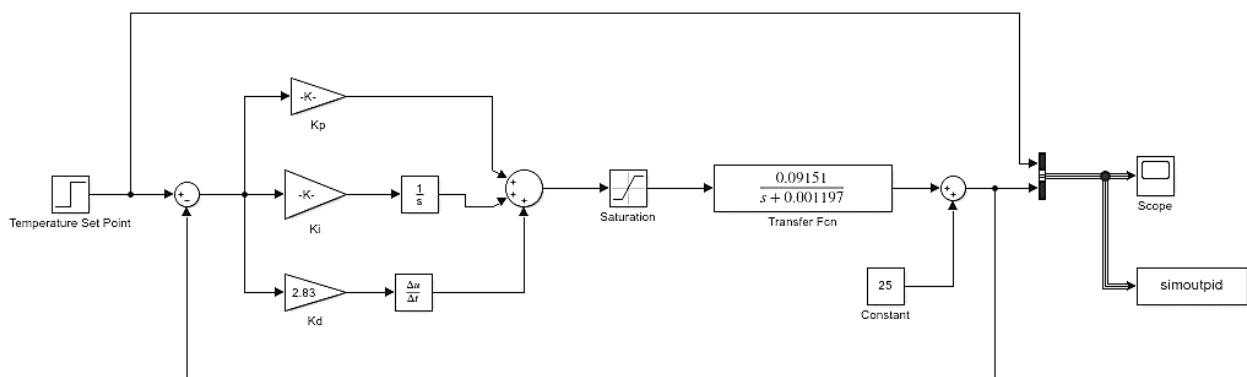 -K-
Kp
+
+
+
+
−
Temperature Set Point
-K-
Ki
1
s
Saturation
0.09151
s + 0.001197
Transfer Fcn
+
+
Scope
2.83
Kd
Δu
Δt
25
Constant
simoutpid